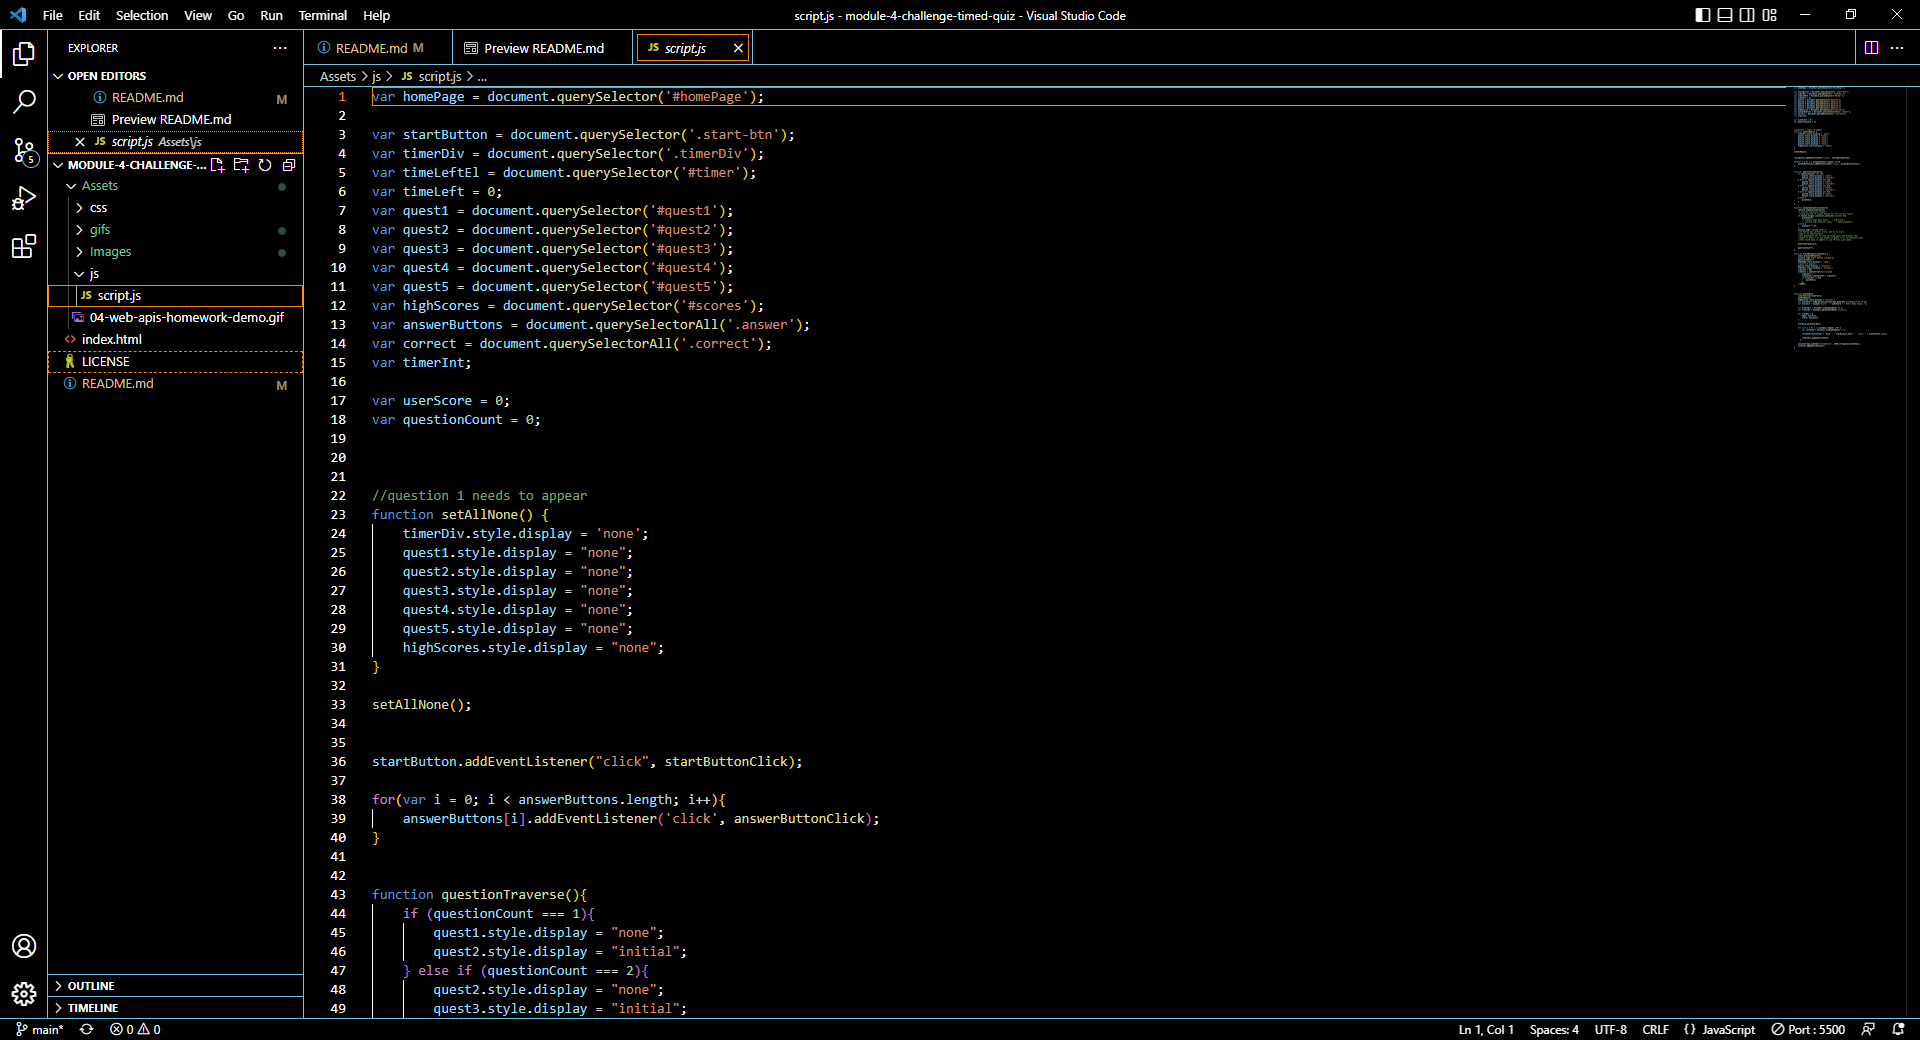 File Edit Selection View Go Run Terminal Help
script.js - module-4-challenge-timed-quiz - Visual Studio Code
EXPLORER
OPEN EDITORS
README.md M
Preview README.md
JS script.js Assets\js
MODULE-4-CHALLENGE-...
Assets
css
gifs
Images
js
JS script.js
04-web-apis-homework-demo.gif
index.html
LICENSE
README.md M
OUTLINE
TIMELINE
5
README.md M
Preview README.md
JS script.js
Assets > js > JS script.js > ...
1 var homePage = document.querySelector('#homePage');
2
3 var startButton = document.querySelector('.start-btn');
4 var timerDiv = document.querySelector('.timerDiv');
5 var timeLeftEl = document.querySelector('#timer');
6 var timeLeft = 0;
7 var quest1 = document.querySelector('#quest1');
8 var quest2 = document.querySelector('#quest2');
9 var quest3 = document.querySelector('#quest3');
10 var quest4 = document.querySelector('#quest4');
11 var quest5 = document.querySelector('#quest5');
12 var highScores = document.querySelector('#scores');
13 var answerButtons = document.querySelectorAll('.answer');
14 var correct = document.querySelectorAll('.correct');
15 var timerInt;
16
17 var userScore = 0;
18 var questionCount = 0;
19
20
21
22 //question 1 needs to appear
23 function setAllNone() {
24 timerDiv.style.display = 'none';
25 quest1.style.display = "none";
26 quest2.style.display = "none";
27 quest3.style.display = "none";
28 quest4.style.display = "none";
29 quest5.style.display = "none";
30 highScores.style.display = "none";
31 }
32
33 setAllNone();
34
35
36 startButton.addEventListener("click", startButtonClick);
37
38 for(var i = 0; i < answerButtons.length; i++){
39 answerButtons[i].addEventListener('click', answerButtonClick);
40 }
41
42
43 function questionTraverse(){
44 if (questionCount === 1){
45 quest1.style.display = "none";
46 quest2.style.display = "initial";
47 } else if (questionCount === 2){
48 quest2.style.display = "none";
49 quest3.style.display = "initial";
main* 0 0
Ln 1, Col 1 Spaces: 4 UTF-8 CRLF {} JavaScript Port : 5500